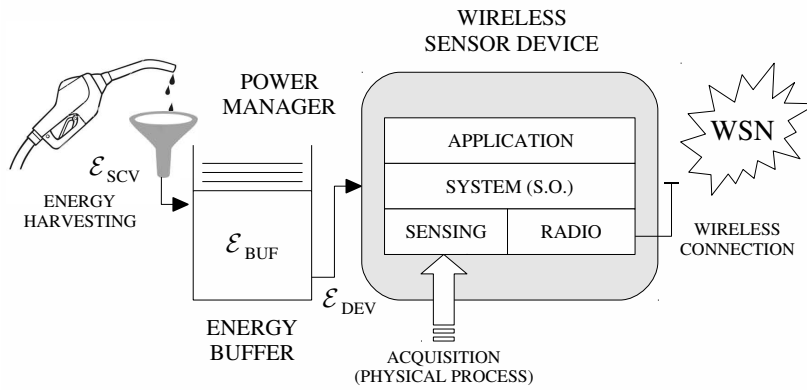 WIRELESS
SENSOR DEVICE
POWER
MANAGER
WSN
APPLICATION
ℰSCV
SYSTEM (S.O.)
ENERGY
HARVESTING
SENSING
RADIO
WIRELESS
CONNECTION
ℰBUF
ℰDEV
ENERGY
BUFFER
ACQUISITION
(PHYSICAL PROCESS)